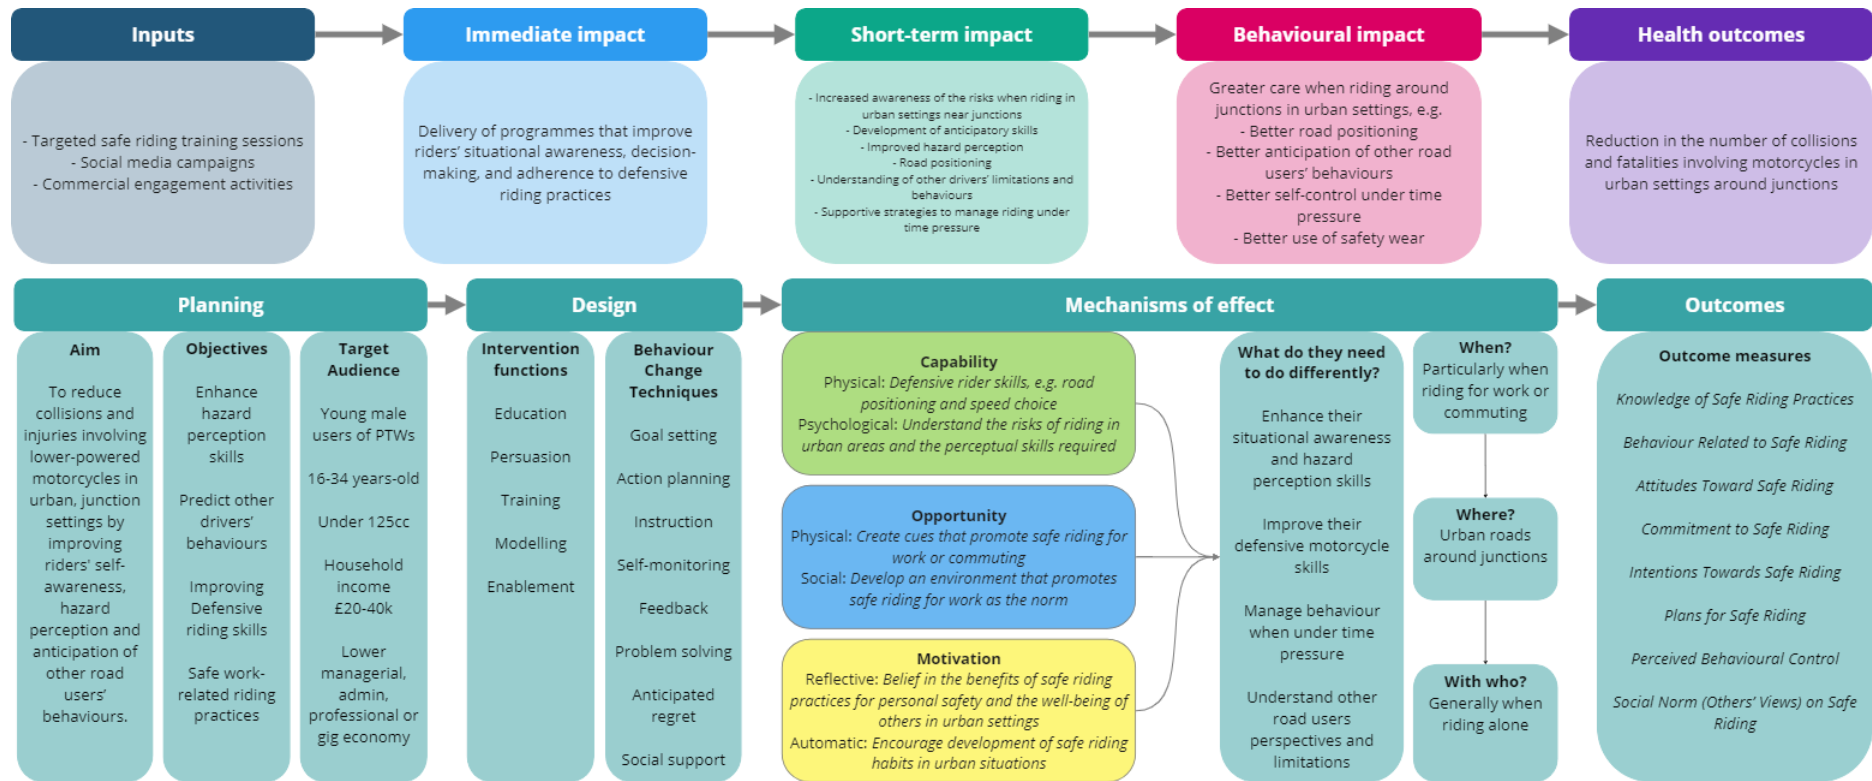 Inputs
Immediate impact
Short-term impact
Behavioural impact
Health outcomes
- Targeted safe riding training sessions
- Social media campaigns
- Commercial engagement activities
Delivery of programmes that improve
riders' situational awareness, decision-
making, and adherence to defensive
riding practices
- Increased awareness of the risks when riding in
urban settings near junctions
- Development of anticipatory skills
- Improved hazard perception
- Road positioning
- Understanding of other drivers' limitations and
behaviours
- Supportive strategies to manage riding under
time pressure
Greater care when riding around
junctions in urban settings, e.g.
- Better road positioning
- Better anticipation of other road
users' behaviours
- Better self-control under time
pressure
- Better use of safety wear
Reduction in the number of collisions
and fatalities involving motorcycles in
urban settings around junctions
Planning
Design
Mechanisms of effect
Outcomes
Aim
To reduce
collisions and
injuries involving
lower-powered
motorcycles in
urban, junction
settings by
improving
riders' self-
awareness,
hazard
perception and
anticipation of
other road
users'
behaviours.
Objectives
Enhance
hazard
perception
skills
Predict other
drivers'
behaviours
Improving
Defensive
riding skills
Safe work-
related riding
practices
Target
Audience
Young male
users of PTWs
16-34 years-old
Under 125cc
Household
income
£20-40k
Lower
managerial,
admin,
professional or
gig economy
Intervention
functions
Education
Persuasion
Training
Modelling
Enablement
Behaviour
Change
Techniques
Goal setting
Action planning
Instruction
Self-monitoring
Feedback
Problem solving
Anticipated
regret
Social support
Capability
Physical: Defensive rider skills, e.g. road
positioning and speed choice
Psychological: Understand the risks of riding in
urban areas and the perceptual skills required
Opportunity
Physical: Create cues that promote safe riding for
work or commuting
Social: Develop an environment that promotes
safe riding for work as the norm
Motivation
Reflective: Belief in the benefits of safe riding
practices for personal safety and the well-being of
others in urban settings
Automatic: Encourage development of safe riding
habits in urban situations
What do they need
to do differently?
Enhance their
situational awareness
and hazard
perception skills
Improve their
defensive motorcycle
skills
Manage behaviour
when under time
pressure
Understand other
road users
perspectives and
limitations
When?
Particularly when
riding for work or
commuting
Where?
Urban roads
around junctions
With who?
Generally when
riding alone
Outcome measures
Knowledge of Safe Riding Practices
Behaviour Related to Safe Riding
Attitudes Toward Safe Riding
Commitment to Safe Riding
Intentions Towards Safe Riding
Plans for Safe Riding
Perceived Behavioural Control
Social Norm (Others' Views) on Safe
Riding